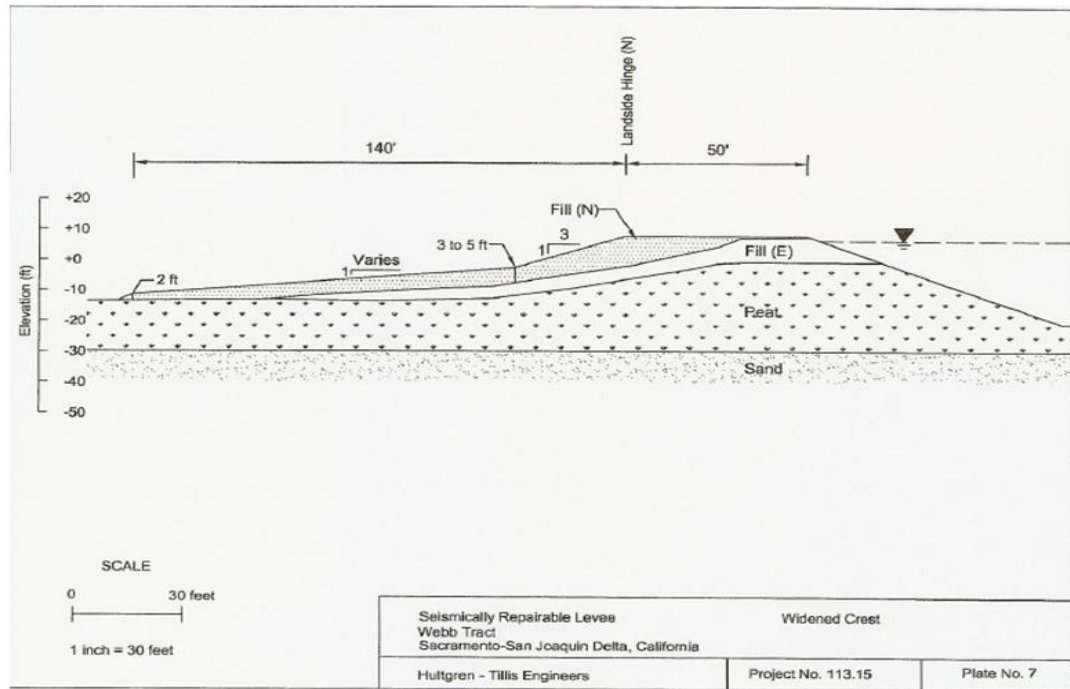 Landside Hinge (N)
140'
50'
+20
+10
+0
-10
-20
-30
-40
-50
Elevation (ft)
Fill (N)
3
1
3 to 5 ft
Varies
1
2 ft
Fill (E)
Peat
Sand
SCALE
0 30 feet
1 inch = 30 feet
Seismically Repairable Levee
Webb Tract
Sacramento-San Joaquin Delta, California
Widened Crest
Hultgren - Tillis Engineers
Project No. 113.15
Plate No. 7